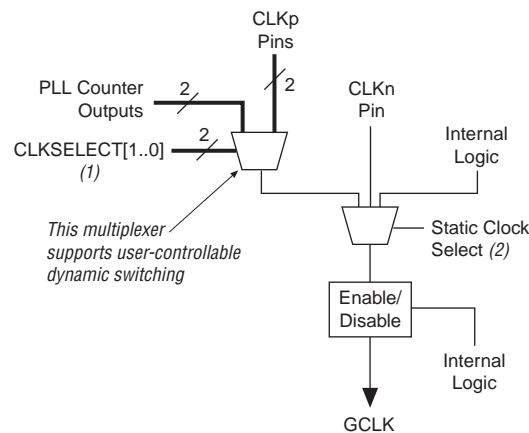 CLKp
Pins
PLL Counter
Outputs
2
2
CLKn
Pin
CLKSELECT[1..0]
(1)
2
Internal
Logic
This multiplexer
supports user-controllable
dynamic switching
Static Clock
Select (2)
Enable/
Disable
Internal
Logic
GCLK